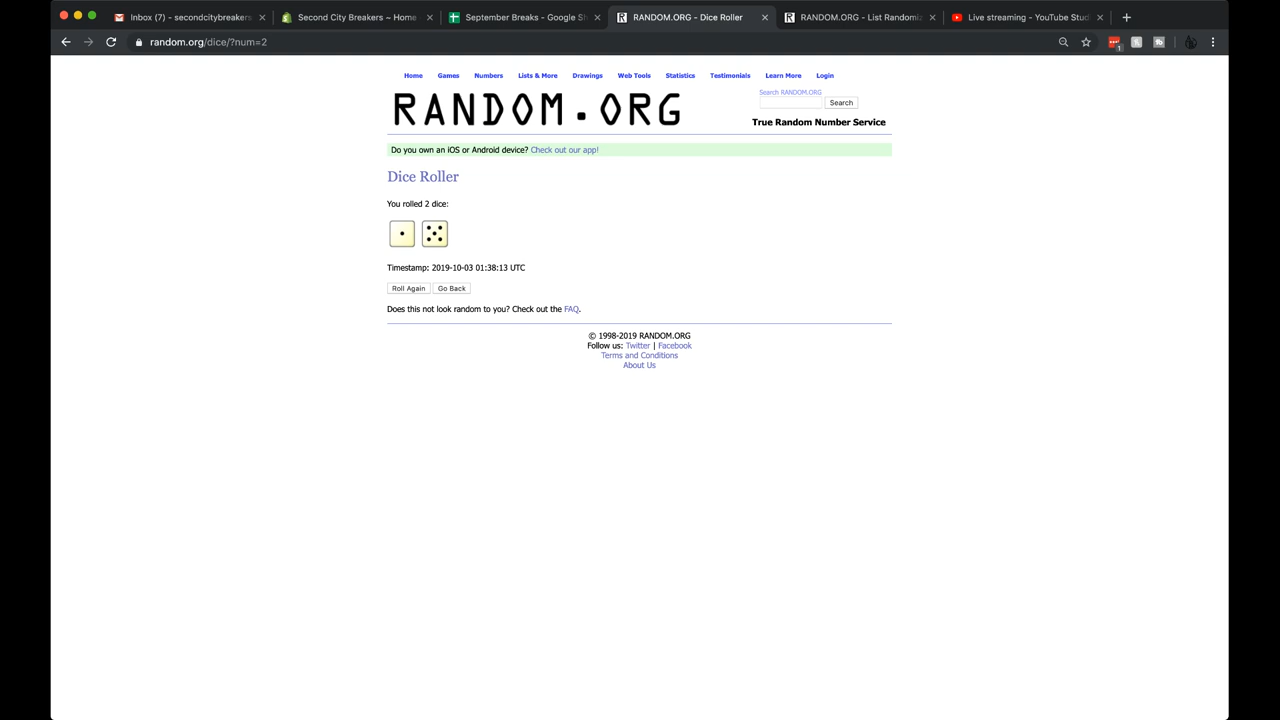 Inbox (7) - secondcitybreakers
Second City Breakers ~ Home
September Breaks - Google Sh
RANDOM.ORG - Dice Roller
RANDOM.ORG - List Randomiz
Live streaming - YouTube Stud
random.org/dice/?num=2
1
Home Games Numbers Lists & More Drawings Web Tools Statistics Testimonials Learn More Login
RANDOM.ORG
Search RANDOM.ORG
Search
True Random Number Service
Do you own an iOS or Android device? Check out our app!
Dice Roller
You rolled 2 dice:
Timestamp: 2019-10-03 01:38:13 UTC
Roll Again Go Back
Does this not look random to you? Check out the FAQ.
© 1998-2019 RANDOM.ORG
Follow us: Twitter | Facebook
Terms and Conditions
About Us